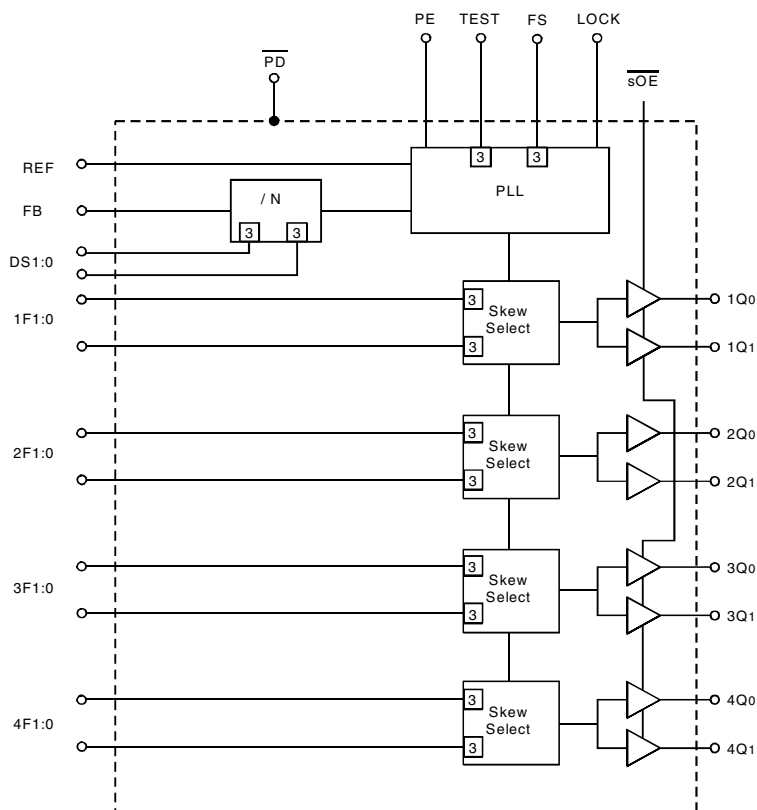 PE TEST FS LOCK
PD
sOE
REF
3 3
PLL
/ N
FB
3 3
DS1:0
3
Skew
Select
1Q0
1F1:0
3
1Q1
3
Skew
Select
2Q0
2F1:0
3
2Q1
3
Skew
Select
3Q0
3F1:0
3
3Q1
3
Skew
Select
4Q0
4F1:0
3
4Q1